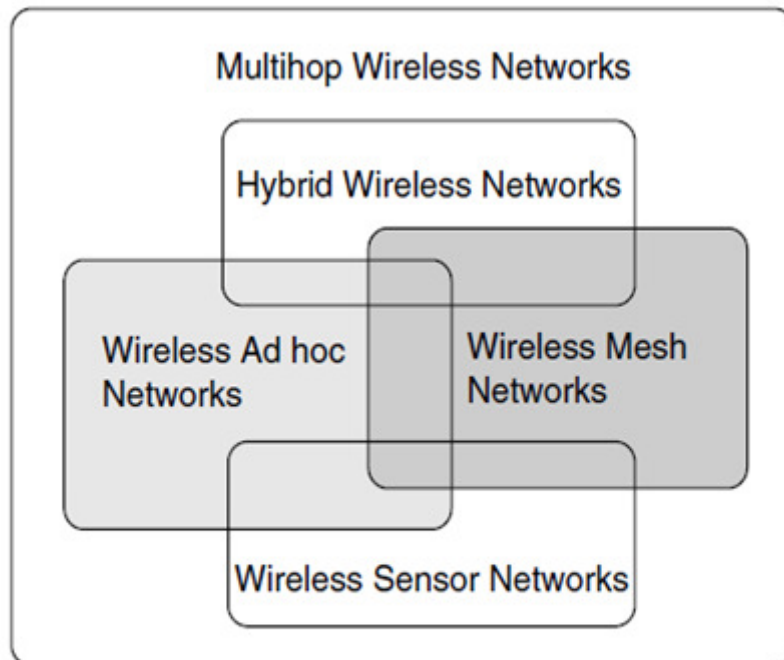 Multihop Wireless Networks
Hybrid Wireless Networks
Wireless Ad hoc
Networks
Wireless Mesh
Networks
Wireless Sensor Networks